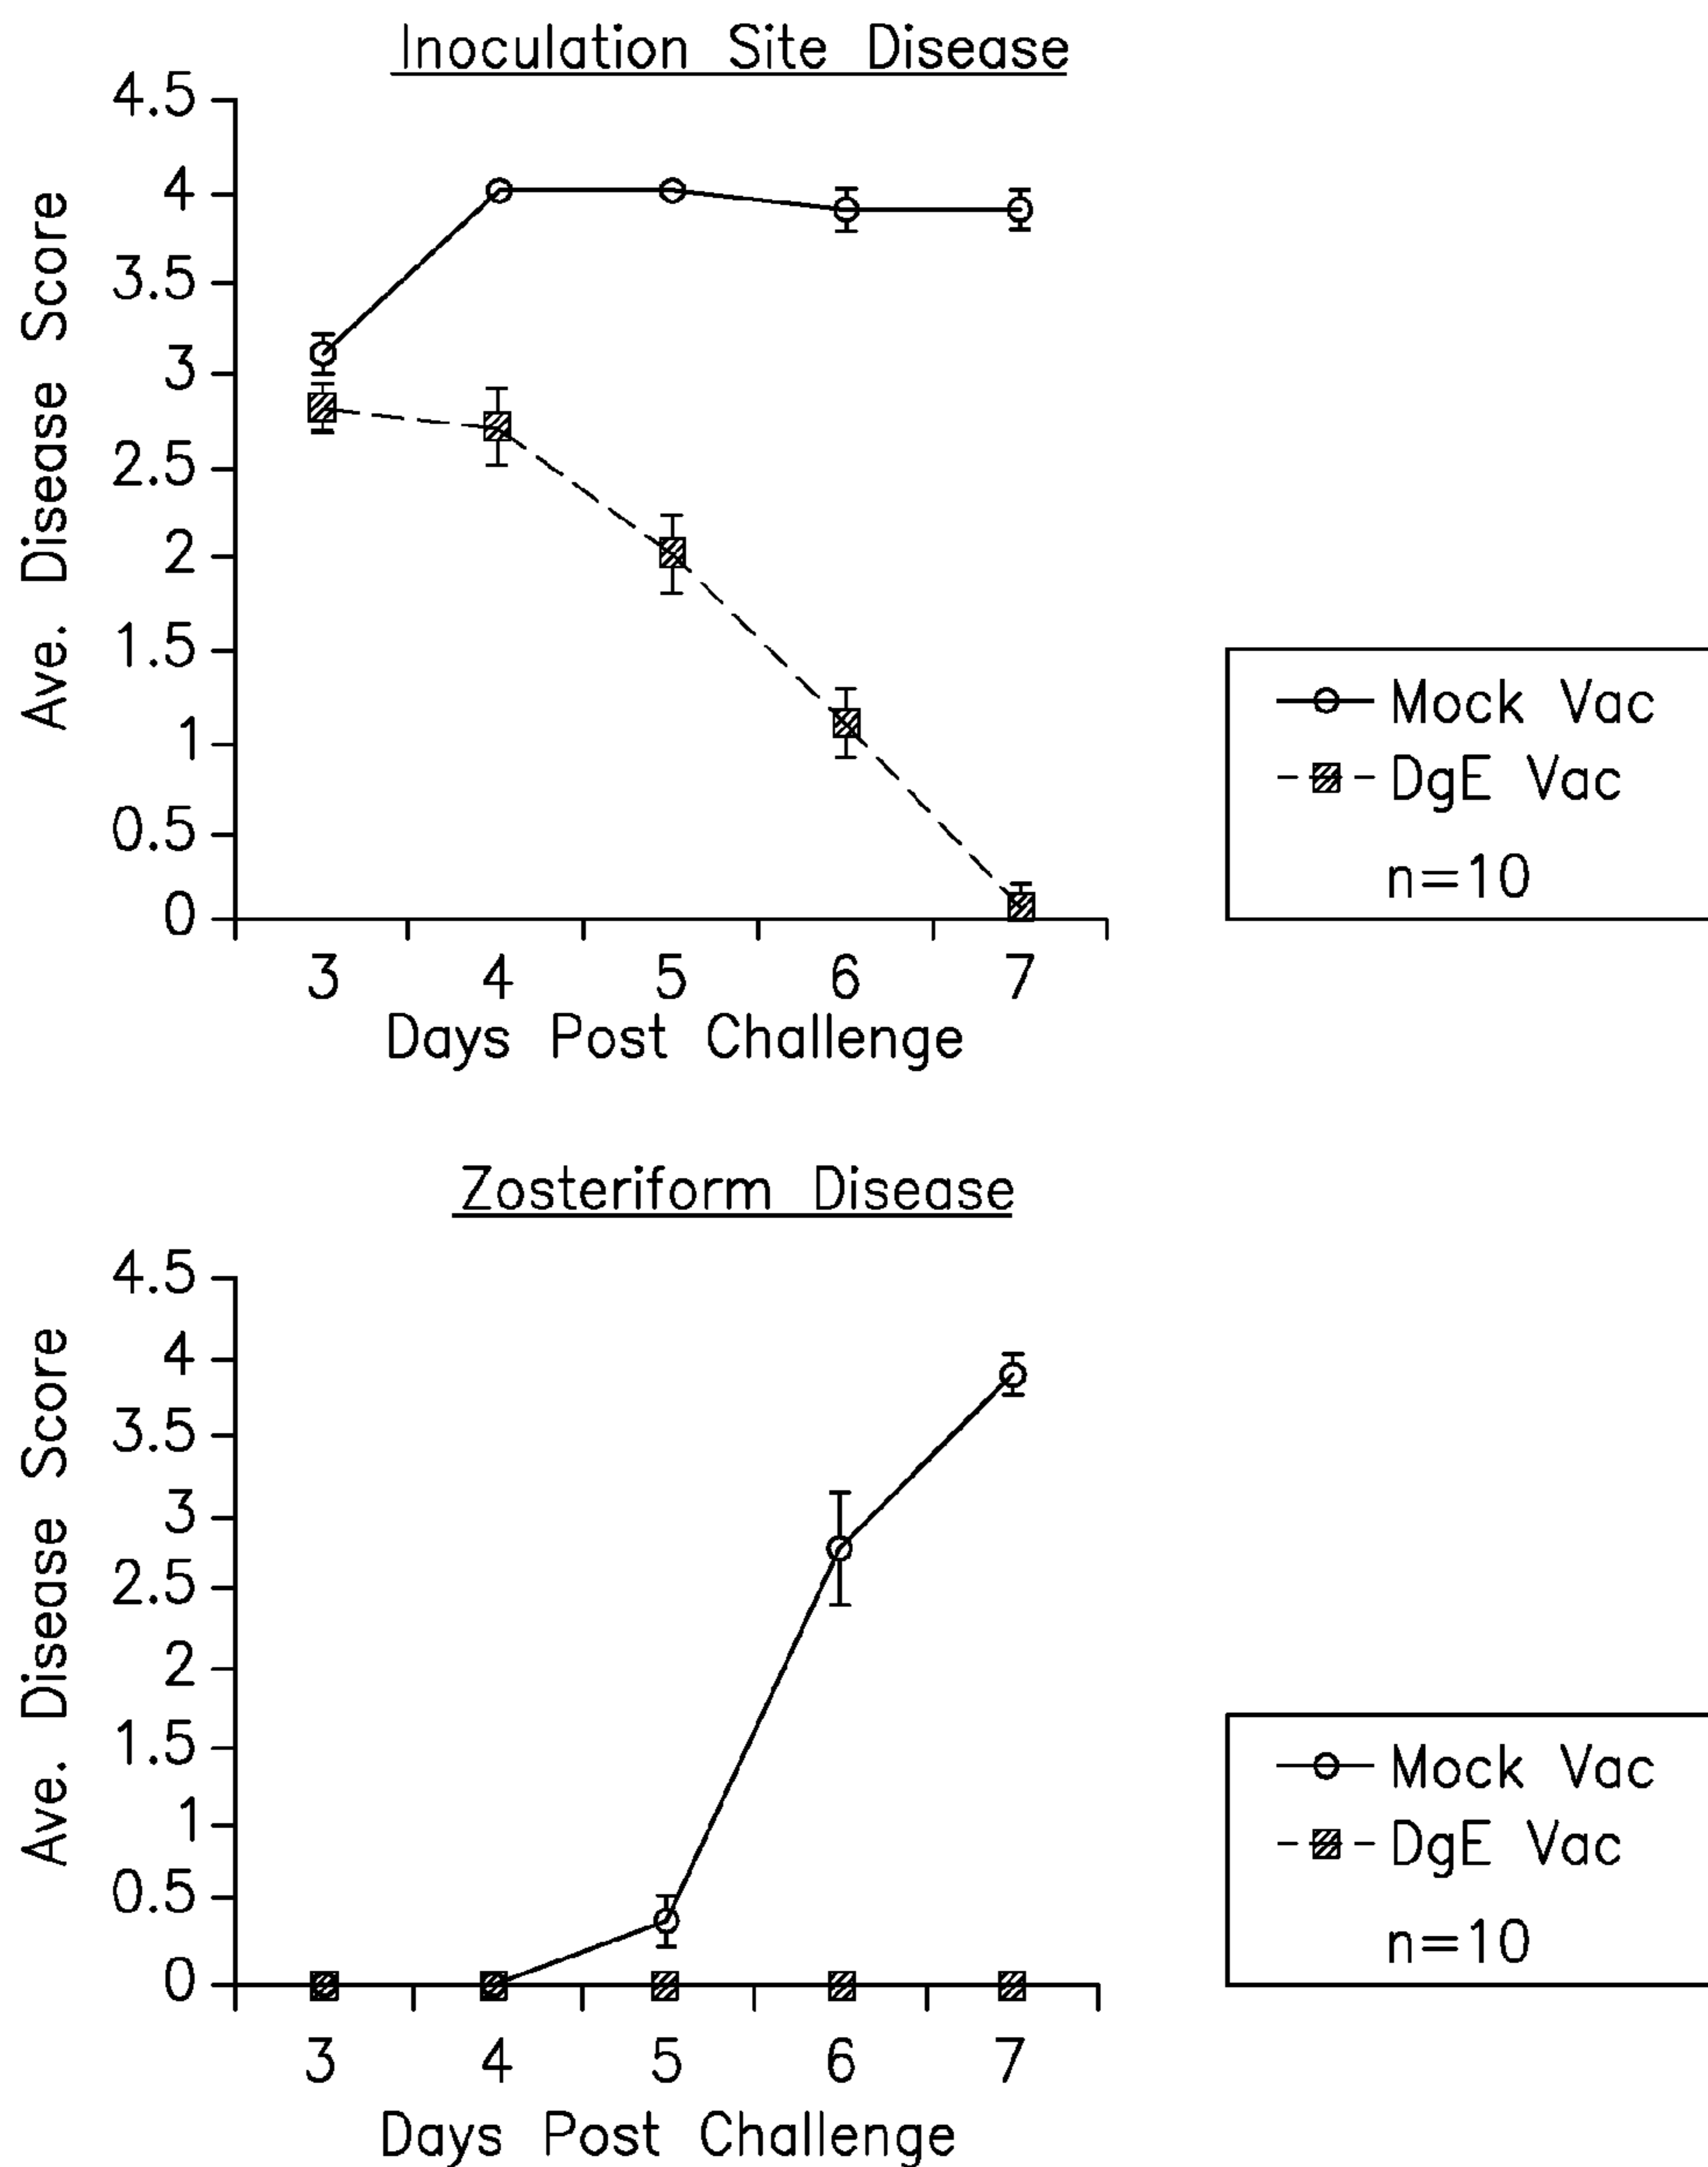 Inoculation Site Disease
4.5
4
3.5
3
2.5
2
1.5
1
0.5
0
Ave. Disease Score
3 4 5 6 7
Days Post Challenge
Mock Vac
DgE Vac
n=10
Zosteriform Disease
4.5
4
3.5
3
2.5
2
1.5
1
0.5
0
Ave. Disease Score
3 4 5 6 7
Days Post Challenge
Mock Vac
DgE Vac
n=10